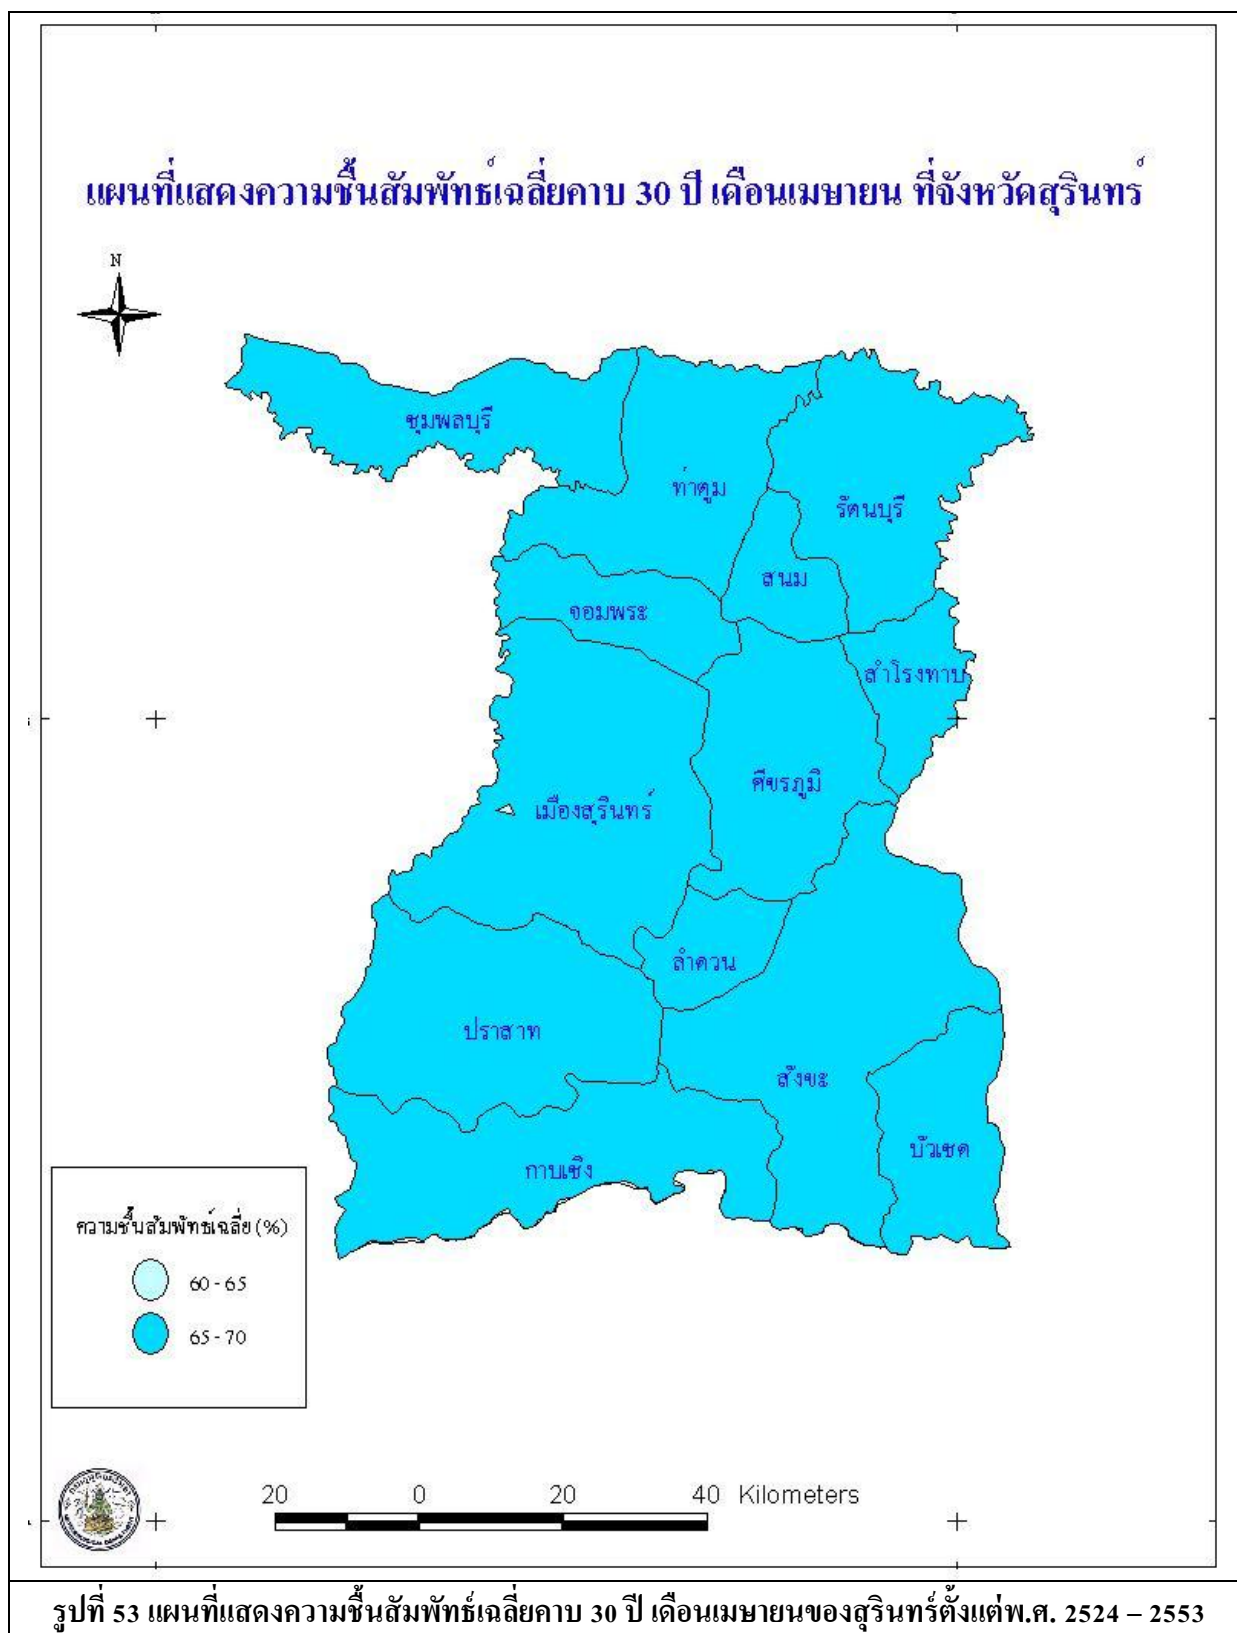 แผนที่แสดงความชื้นสัมพัทธ์เฉลี่ยคาบ 30 ปี เดือนเมษายน ที่จังหวัดสุรินทร์
N
ชุมพลบุรี
ท่าตูม
รัตนบุรี
สนม
จอมพระ
สำโรงทาบ
ศีขรภูมิ
เมืองสุรินทร์
ลำดวน
ปราสาท
สังขะ
บัวเชด
กาบเชิง
ความชื้นสัมพัทธ์เฉลี่ย (%)
60 - 65
65 - 70
20 0 20 40 Kilometers
รูปที่ 53 แผนที่แสดงความชื้นสัมพัทธ์เฉลี่ยคาบ 30 ปี เดือนเมษายนของสุรินทร์ตั้งแต่พ.ศ. 2524 – 2553